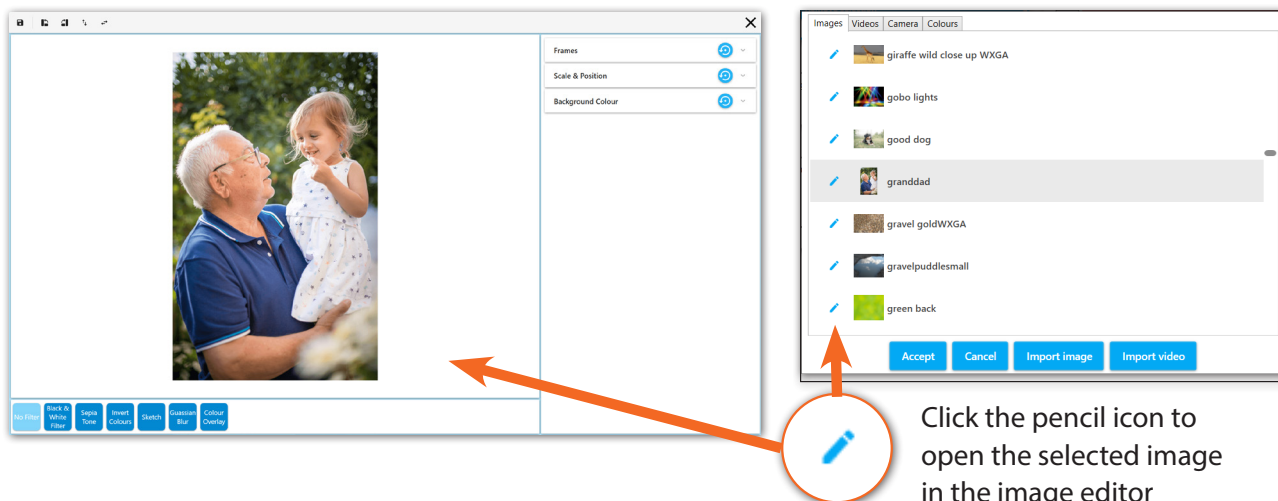 Frames
Scale & Position
Background Colour
No Filter
Black &
White
Filter
Sepia
Tone
Invert
Colours
Sketch
Guassian
Blur
Colour
Overlay
Images Videos Camera Colours
giraffe wild close up WXGA
gobo lights
good dog
granddad
gravel goldWXGA
gravelpuddlesmall
green back
Accept Cancel Import image Import video
Click the pencil icon to
open the selected image
in the image editor